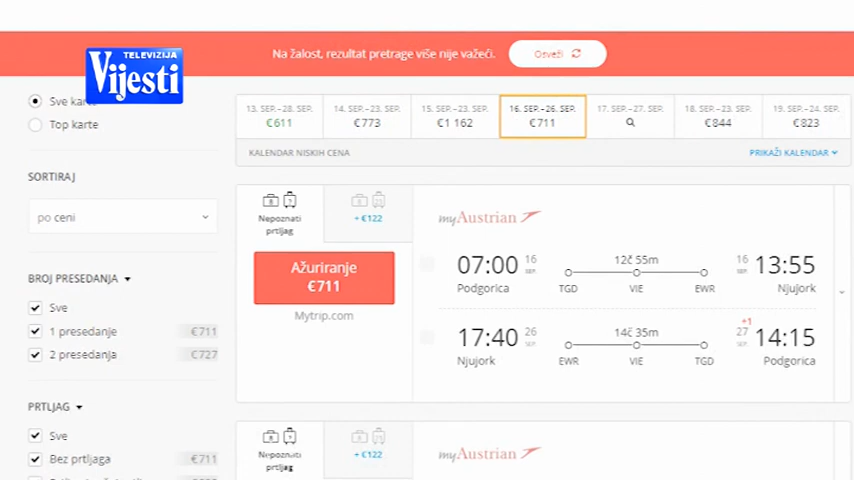 Na žalost, rezultat pretrage više nije važeći.
Osveži
TELEVIZIJA
Vijesti
Sve
Top karte
SORTIRAJ
po ceni
BROJ PRESEDANJA
Sve
1 presedanje €711
2 presedanja €727
PRTLJAG
Sve
Bez prtljaga €711
13. SEP.–28. SEP.
€611
14. SEP.–23. SEP.
€773
15. SEP.–23. SEP.
€1 162
16. SEP.–26. SEP.
€711
17. SEP.–27. SEP.
18. SEP.–23. SEP.
€844
19. SEP.–24. SEP.
€823
KALENDAR NISKIH CENA
PRIKAŽI KALENDAR
Nepoznati
prtljag
+ €122
Ažuriranje
€711
Mytrip.com
myAustrian
07:00 16 SEP.
Podgorica
12č 55m
TGD VIE EWR
16 SEP. 13:55
Njujork
17:40 26 SEP.
Njujork
14č 35m
EWR VIE TGD
+1
27 SEP. 14:15
Podgorica
Nepoznati
prtljag
+ €122
myAustrian